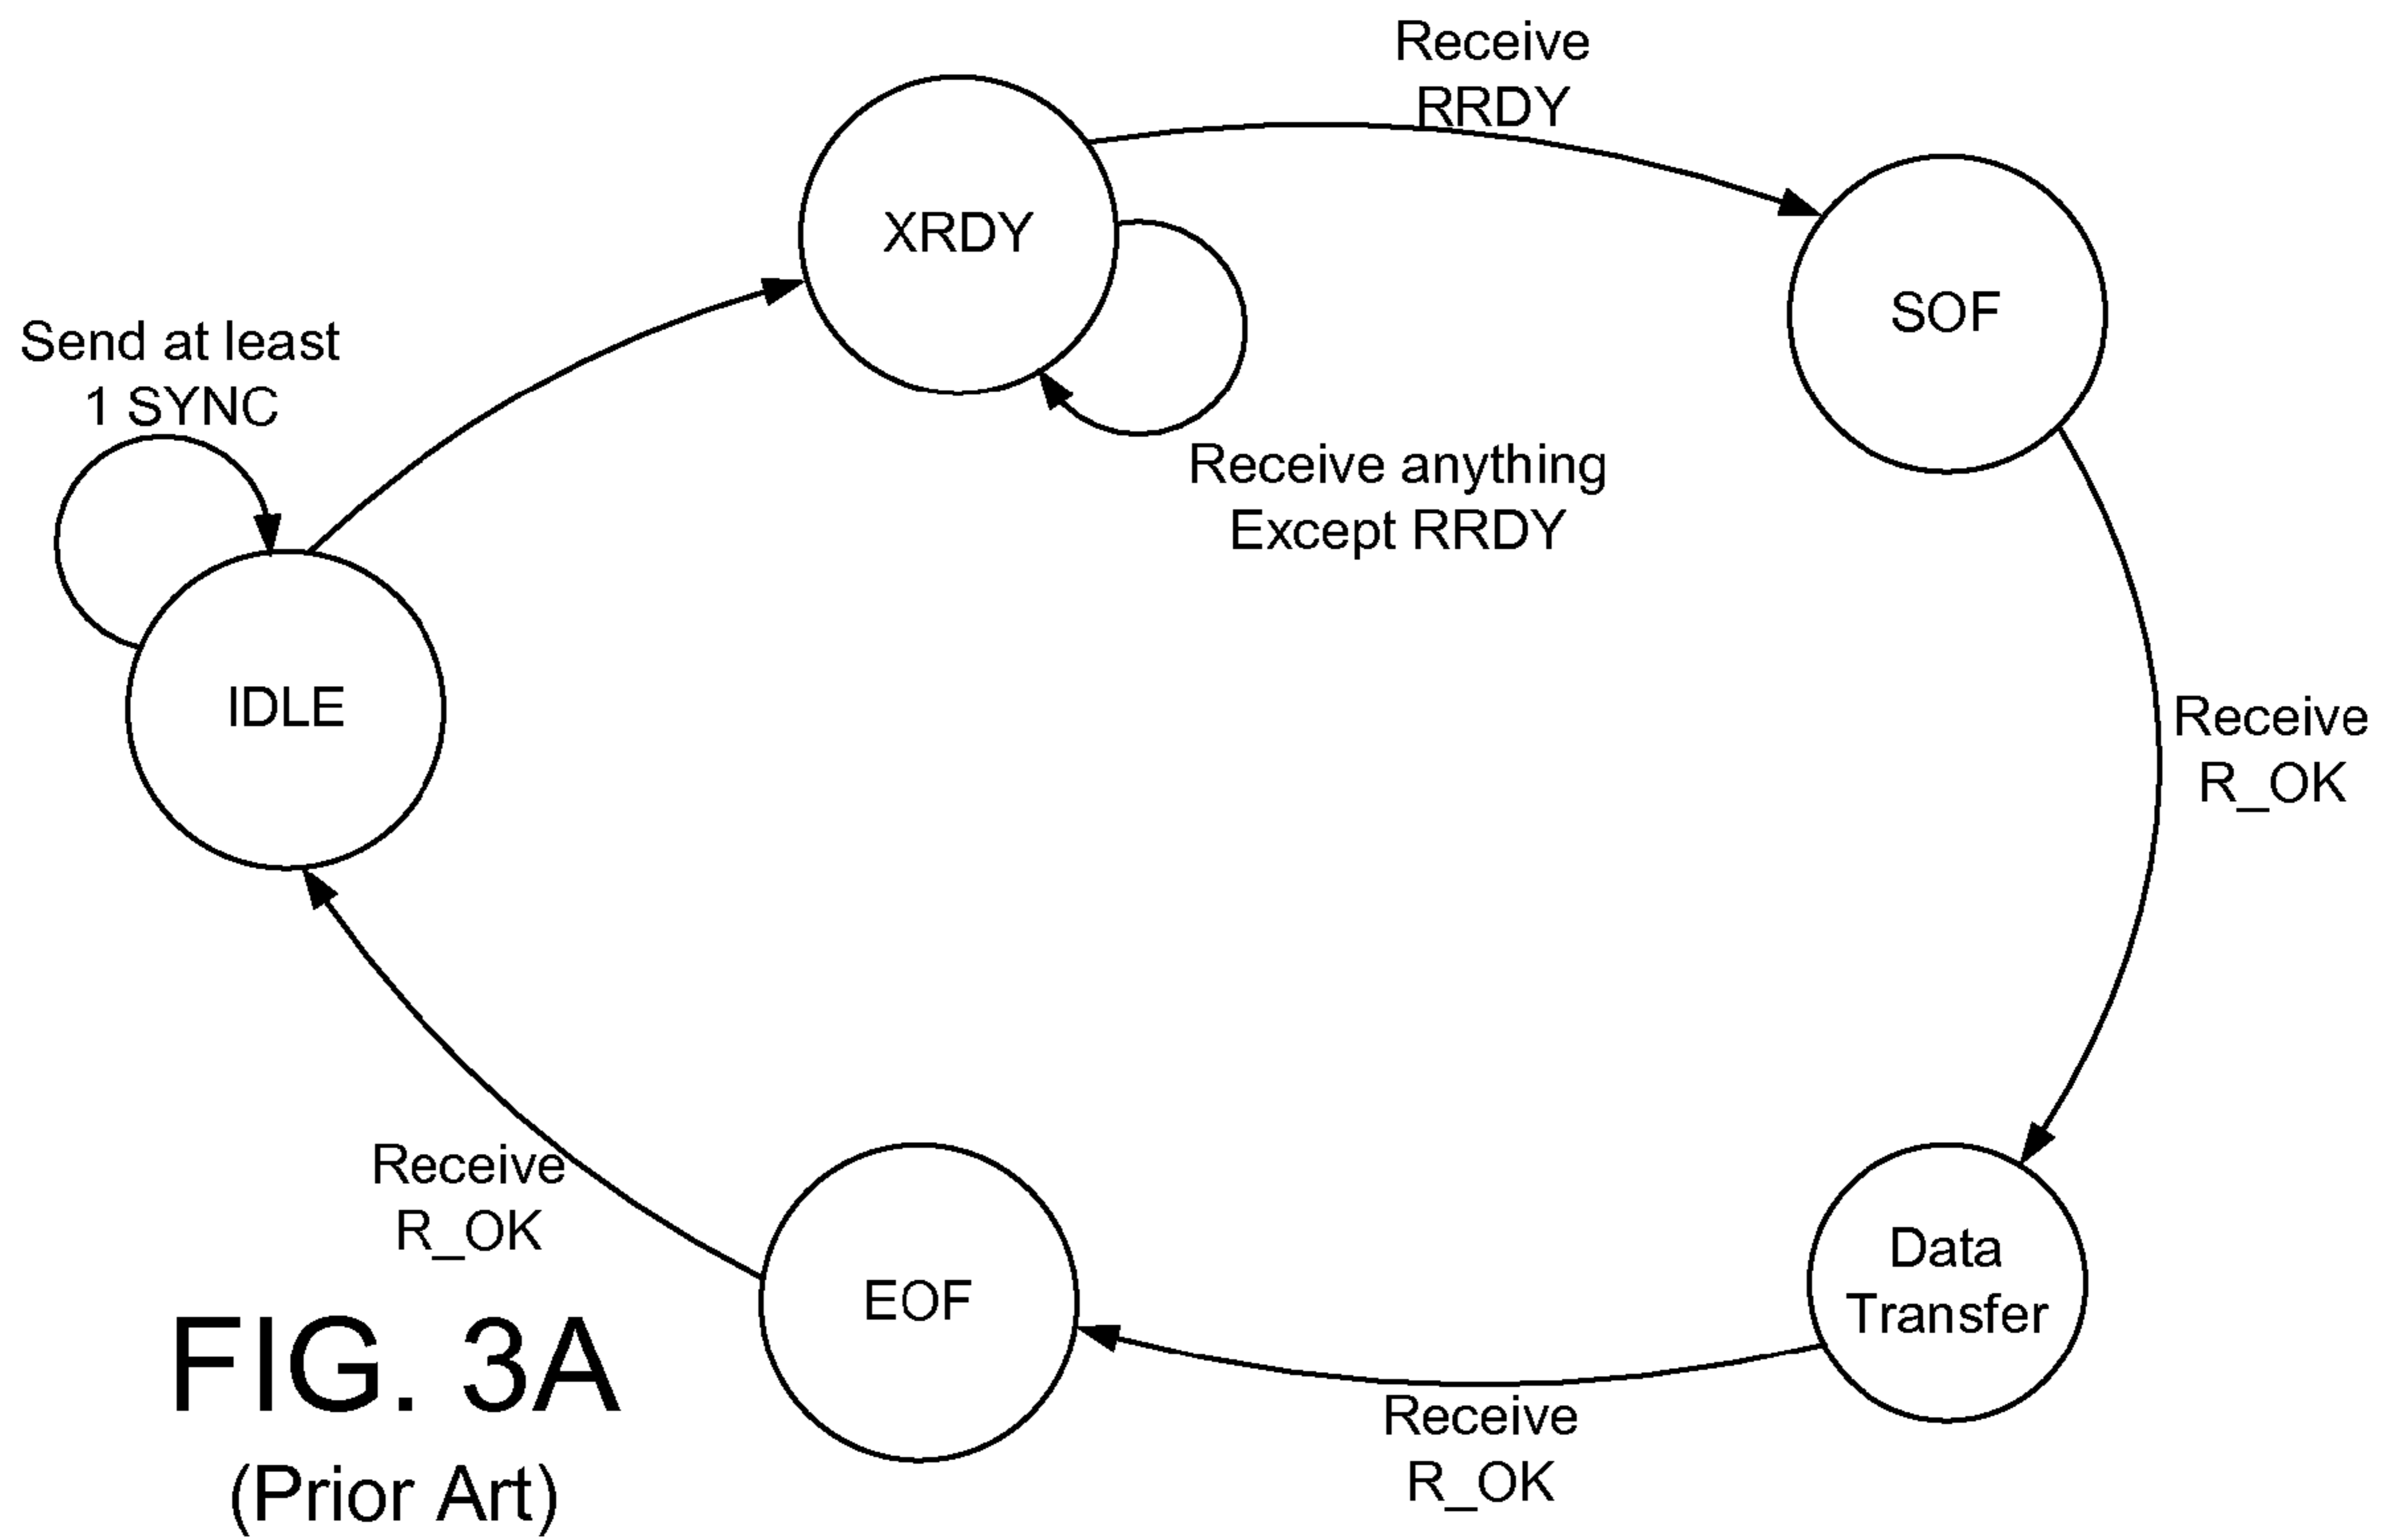 Receive
RRDY
XRDY
SOF
Send at least
1 SYNC
Receive anything
Except RRDY
IDLE
Receive
R_OK
Receive
R_OK
Data
Transfer
EOF
Receive
R_OK
FIG. 3A
(Prior Art)